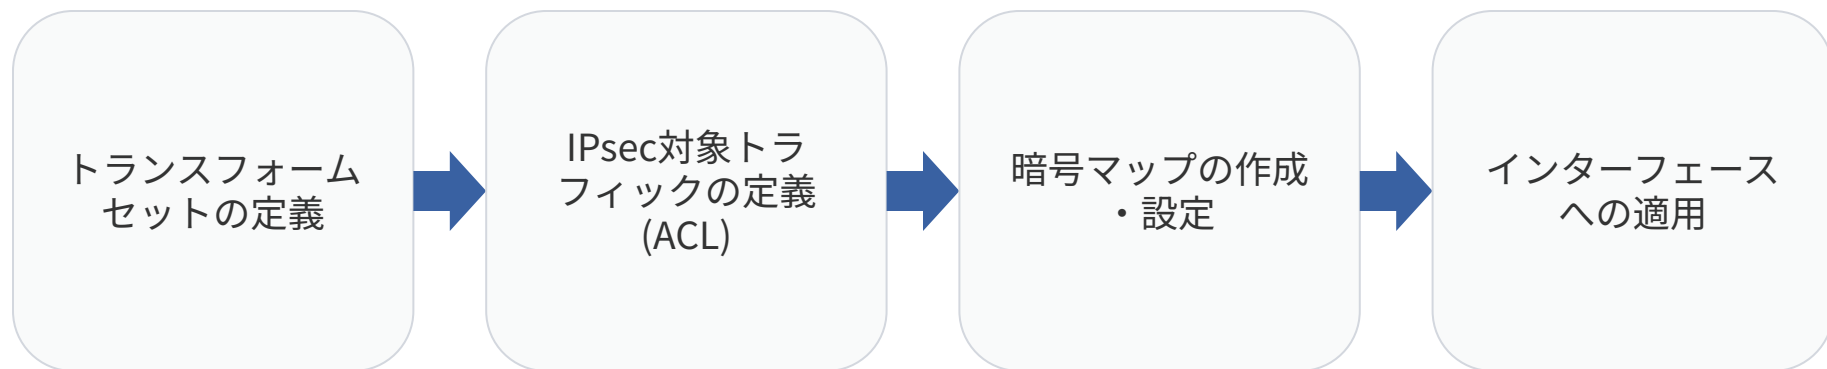 トランスフォーム
セットの定義
IPsec対象トラ
フィックの定義
(ACL)
暗号マップの作成
・設定
インターフェース
への適用